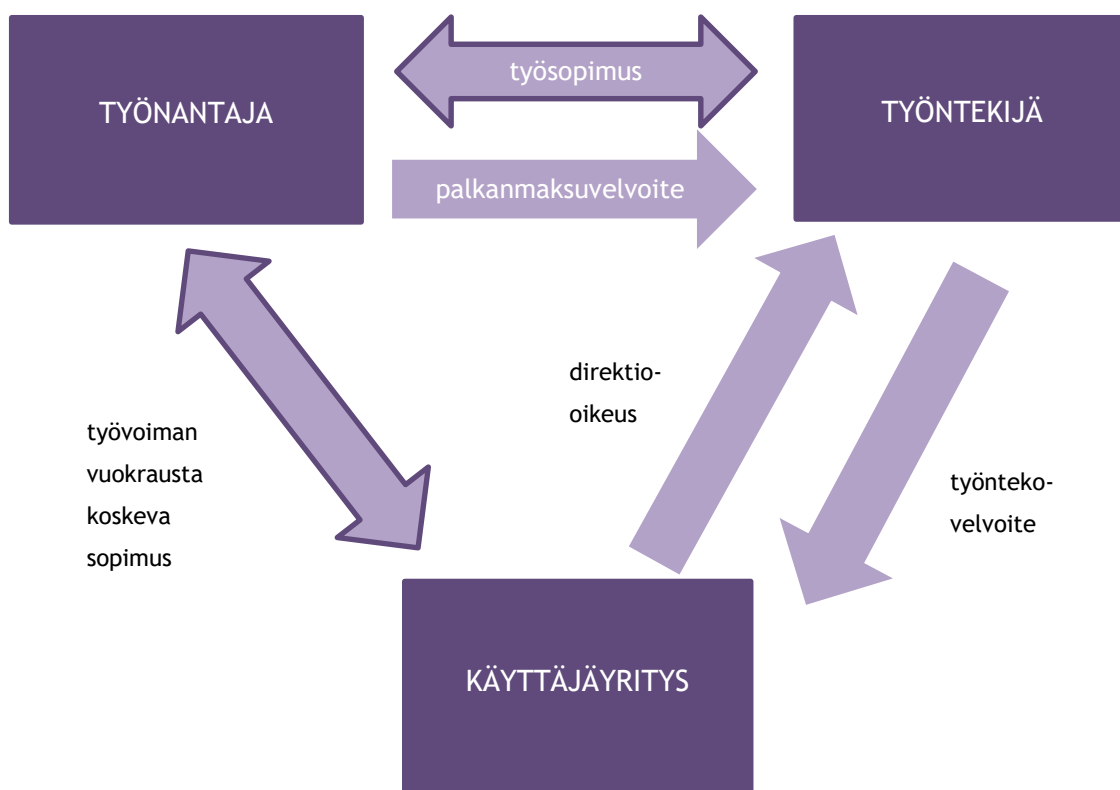 työsopimus
TYÖNANTAJA
TYÖNTEKIJÄ
palkanmaksuvelvoite
direktio-
oikeus
työvoiman
vuokrausta
koskeva
sopimus
työnteko-
velvoite
KÄYTTÄJÄYRITYS